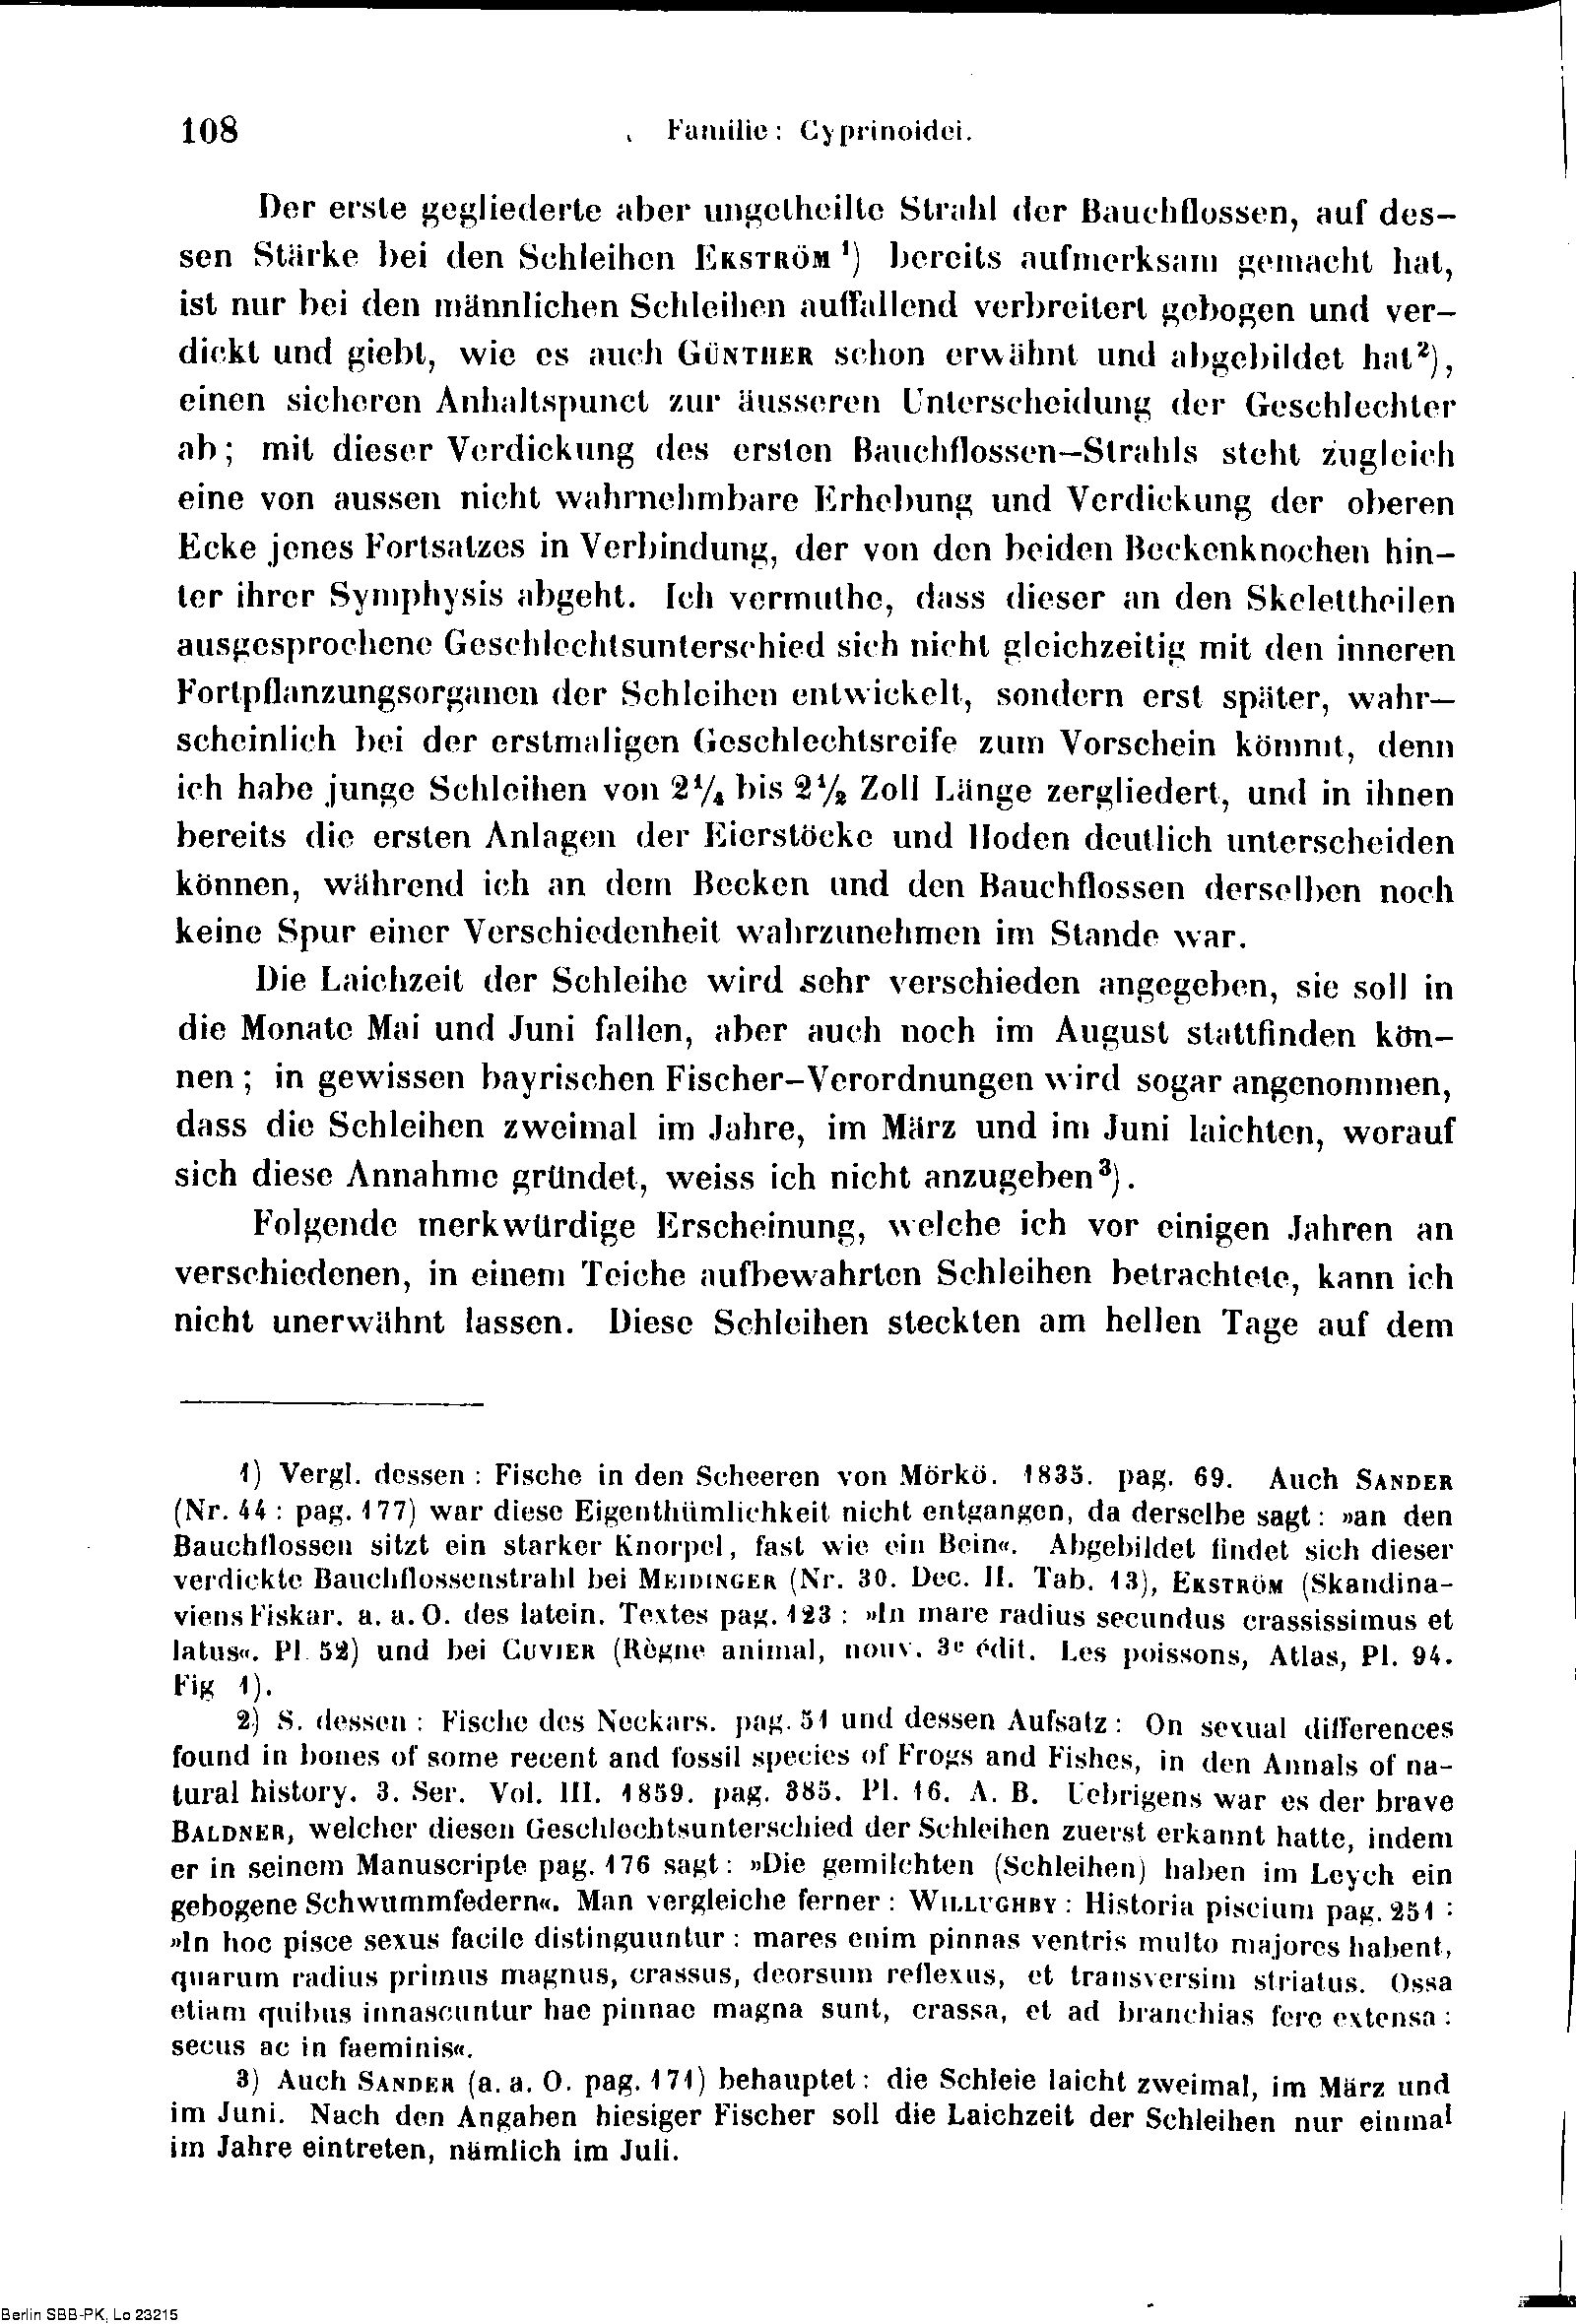 108
Familie: Cyprinoidei.
Der erste gegliederte aber ungetheilte Strahl der Bauchflossen, auf des-
sen Stärke bei den Schleihen EKSTRÖM ¹) bereits aufmerksam gemacht hat,
ist nur bei den männlichen Schleihen auffallend verbreitert gebogen und ver-
dickt und giebt, wie es auch GÜNTHER schon erwähnt und abgebildet hat²),
einen sicheren Anhaltspunct zur äusseren Unterscheidung der Geschlechter
ab; mit dieser Verdickung des ersten Bauchflossen-Strahls steht zugleich
eine von aussen nicht wahrnehmbare Erhebung und Verdickung der oberen
Ecke jenes Fortsatzes in Verbindung, der von den beiden Beckenknochen hin-
ter ihrer Symphysis abgeht. Ich vermuthe, dass dieser an den Skelettheilen
ausgesprochene Geschlechtsunterschied sich nicht gleichzeitig mit den inneren
Fortpflanzungsorganen der Schleihen entwickelt, sondern erst später, wahr-
scheinlich bei der erstmaligen Geschlechtsreife zum Vorschein kömmt, denn
ich habe junge Schleihen von 2¹/₄ bis 2¹/₂ Zoll Länge zergliedert, und in ihnen
bereits die ersten Anlagen der Eierstöcke und Hoden deutlich unterscheiden
können, während ich an dem Becken und den Bauchflossen derselben noch
keine Spur einer Verschiedenheit wahrzunehmen im Stande war.
Die Laichzeit der Schleihe wird sehr verschieden angegeben, sie soll in
die Monate Mai und Juni fallen, aber auch noch im August stattfinden kön-
nen; in gewissen bayrischen Fischer-Verordnungen wird sogar angenommen,
dass die Schleihen zweimal im Jahre, im März und im Juni laichten, worauf
sich diese Annahme gründet, weiss ich nicht anzugeben³).
Folgende merkwürdige Erscheinung, welche ich vor einigen Jahren an
verschiedenen, in einem Teiche aufbewahrten Schleihen betrachtete, kann ich
nicht unerwähnt lassen. Diese Schleihen steckten am hellen Tage auf dem
1) Vergl. dessen: Fische in den Scheeren von Mörkö. 1835. pag. 69. Auch SANDER
(Nr. 44: pag. 177) war diese Eigenthümlichkeit nicht entgangen, da derselbe sagt: »an den
Bauchflossen sitzt ein starker Knorpel, fast wie ein Bein«. Abgebildet findet sich dieser
verdickte Bauchflossenstrahl bei MEIDINGER (Nr. 30. Dec. II. Tab. 13), EKSTRÖM (Skandina-
viens Fiskar. a. a. O. des latein. Textes pag. 123: »In mare radius secundus crassissimus et
latus«. Pl. 52) und bei CUVIER (Règne animal, nouv. 3ᵉ édit. Les poissons, Atlas, Pl. 94.
Fig 1).
2) S. dessen: Fische des Neckars. pag. 51 und dessen Aufsatz: On sexual differences
found in bones of some recent and fossil species of Frogs and Fishes, in den Annals of na-
tural history. 3. Ser. Vol. III. 1859. pag. 385. Pl. 16. A. B. Uebrigens war es der brave
BALDNER, welcher diesen Geschlechtsunterschied der Schleihen zuerst erkannt hatte, indem
er in seinem Manuscripte pag. 176 sagt: »Die gemilchten (Schleihen) haben im Leych ein
gebogene Schwummfedern«. Man vergleiche ferner: WILLUGHBY: Historia piscium pag. 251:
»In hoc pisce sexus facile distinguuntur: mares enim pinnas ventris multo majores habent,
quarum radius primus magnus, crassus, deorsum reflexus, et transversim striatus. Ossa
etiam quibus innascuntur hae pinnae magna sunt, crassa, et ad branchias fere extensa:
secus ac in faeminis«.
3) Auch SANDER (a. a. O. pag. 171) behauptet: die Schleie laicht zweimal, im März und
im Juni. Nach den Angaben hiesiger Fischer soll die Laichzeit der Schleihen nur einmal
im Jahre eintreten, nämlich im Juli.
Berlin SBB-PK, Lo 23215